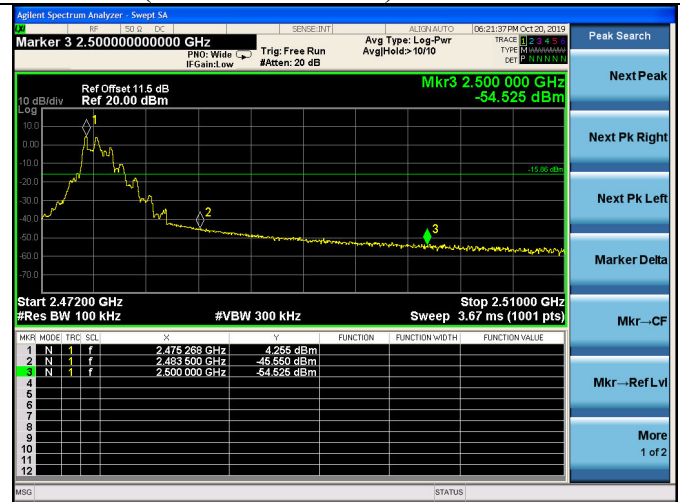 Agilent Spectrum Analyzer - Swept SA
RF 50 Ω DC SENSE:INT ALIGN AUTO 06:21:37PM Oct 20, 2019
Marker 3 2.500000000000 GHz
PNO: Wide
IFGain:Low
Trig: Free Run
#Atten: 20 dB
Avg Type: Log-Pwr
Avg|Hold:>10/10
TRACE 1 2 3 4 5 6
TYPE M
DET P N N N N N
Peak Search
Next Peak
Next Pk Right
Next Pk Left
Marker Delta
Mkr→CF
Mkr→Ref Lvl
More
1 of 2
Ref Offset 11.5 dB
10 dB/div Ref 20.00 dBm
Log
Mkr3 2.500 000 GHz
-54.525 dBm
10.0
0.00
-10.0
-20.0
-30.0
-40.0
-50.0
-60.0
-70.0
1
2
3
-15.86 dBm
Start 2.47200 GHz Stop 2.51000 GHz
#Res BW 100 kHz #VBW 300 kHz Sweep 3.67 ms (1001 pts)
MKR MODE TRC SCL X Y FUNCTION FUNCTION WIDTH FUNCTION VALUE
1 N 1 f 2.475 268 GHz 4.255 dBm
2 N 1 f 2.483 500 GHz -45.550 dBm
3 N 1 f 2.500 000 GHz -54.525 dBm
4
5
6
7
8
9
10
11
12
MSG STATUS